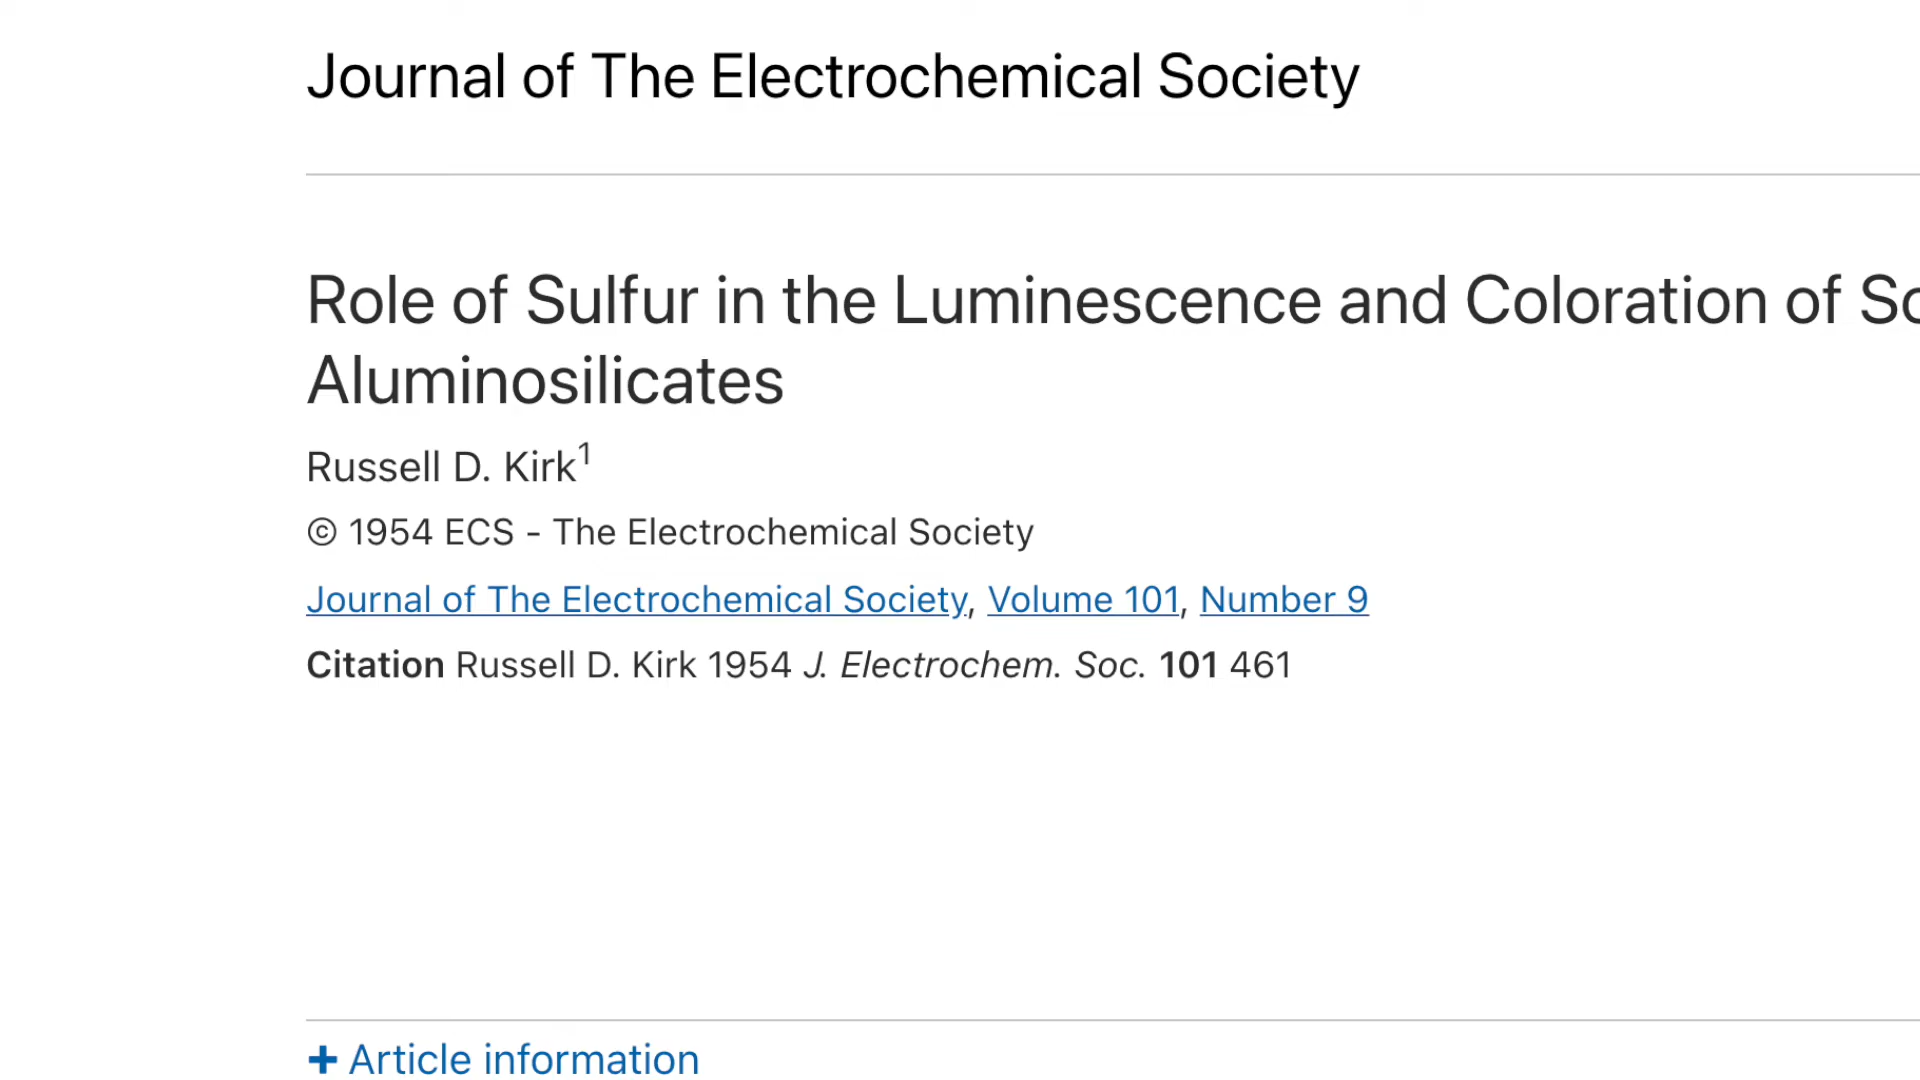 Journal of The Electrochemical Society
Role of Sulfur in the Luminescence and Coloration of
Aluminosilicates
Russell D. Kirk¹
© 1954 ECS - The Electrochemical Society
Journal of The Electrochemical Society, Volume 101, Number 9
Citation Russell D. Kirk 1954 J. Electrochem. Soc. 101 461
+ Article information